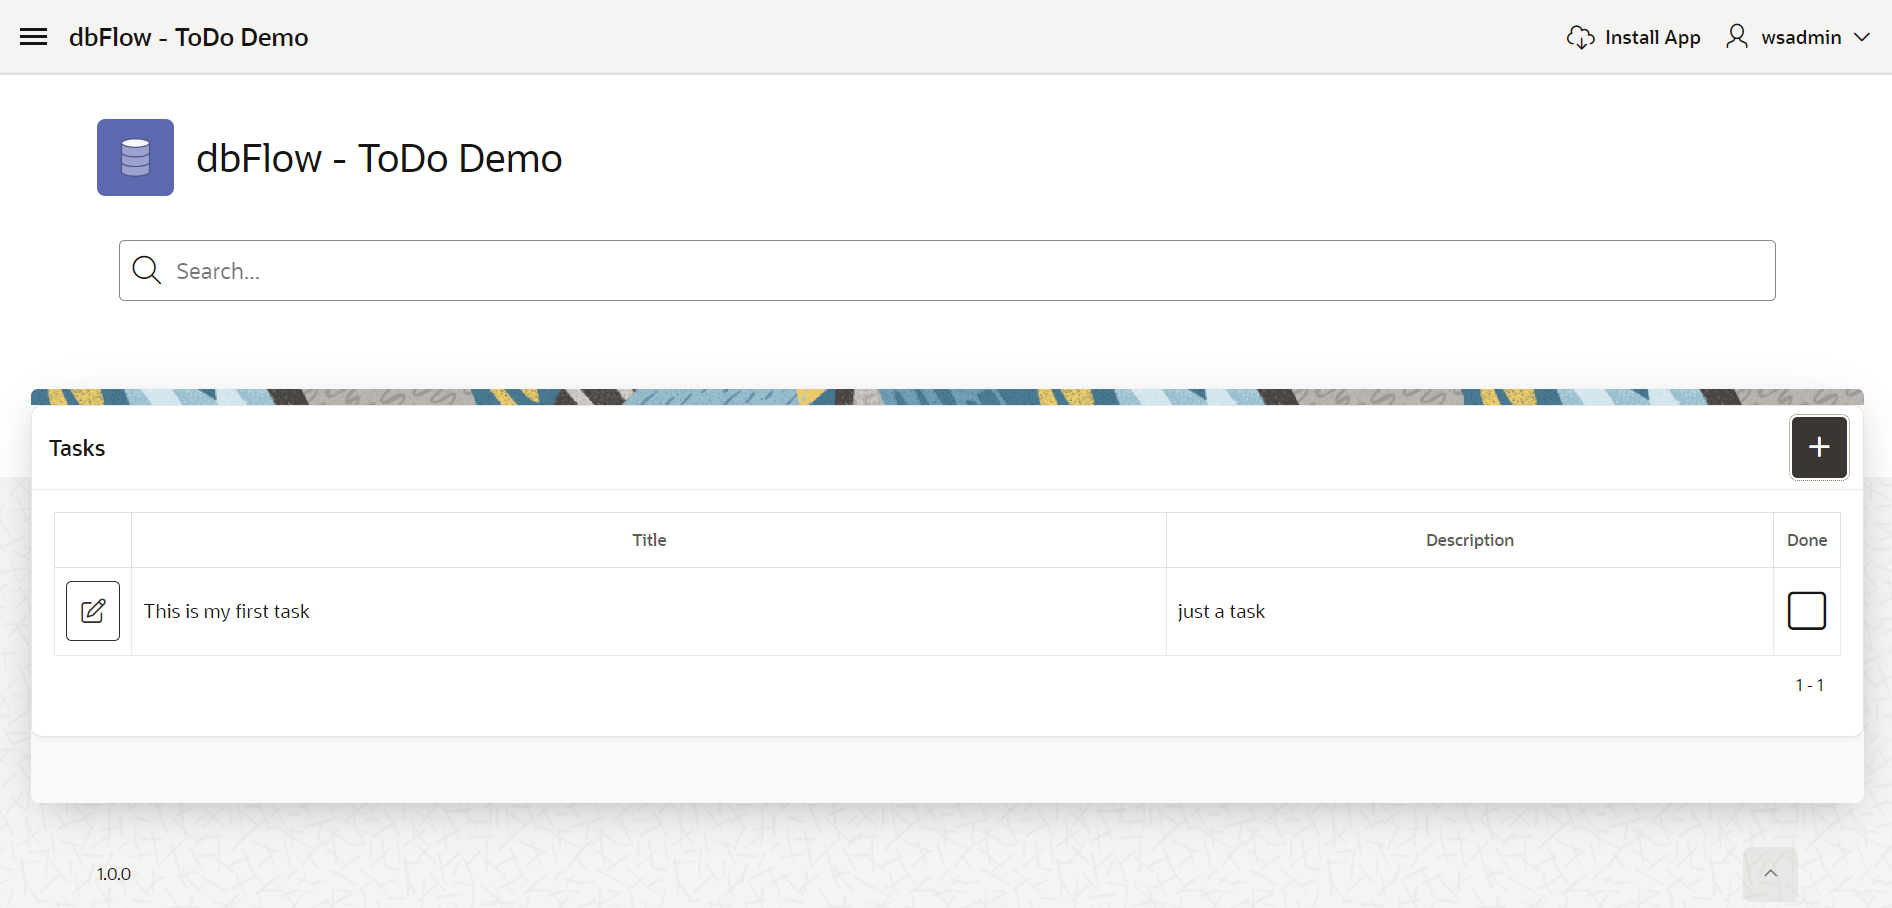 dbFlow - ToDo Demo
Install App
wsadmin
dbFlow - ToDo Demo
Search...
Tasks
Title
Description
Done
This is my first task
just a task
1 - 1
1.0.0